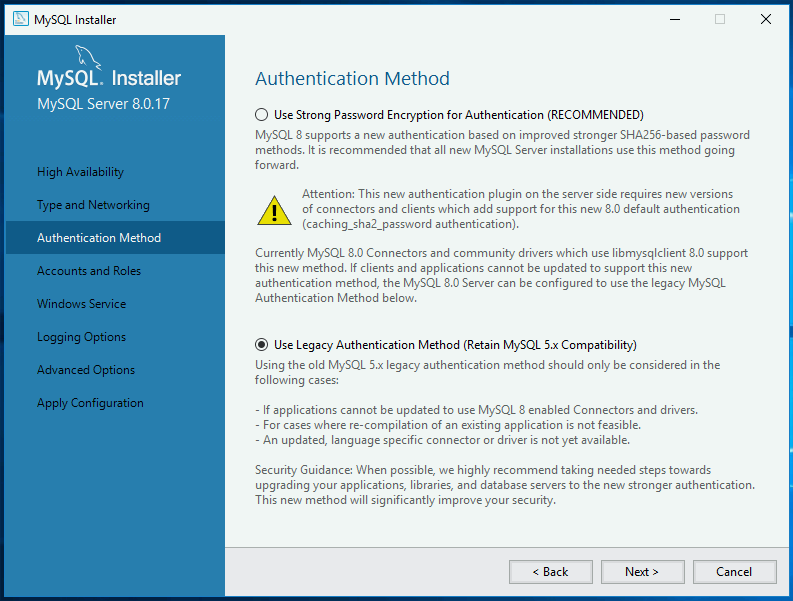 MySQL Installer
MySQL. Installer
MySQL Server 8.0.17
High Availability
Type and Networking
Authentication Method
Accounts and Roles
Windows Service
Logging Options
Advanced Options
Apply Configuration
Authentication Method
Use Strong Password Encryption for Authentication (RECOMMENDED)
MySQL 8 supports a new authentication based on improved stronger SHA256-based password
methods. It is recommended that all new MySQL Server installations use this method going
forward.
Attention: This new authentication plugin on the server side requires new versions
of connectors and clients which add support for this new 8.0 default authentication
(caching_sha2_password authentication).
Currently MySQL 8.0 Connectors and community drivers which use libmysqlclient 8.0 support
this new method. If clients and applications cannot be updated to support this new
authentication method, the MySQL 8.0 Server can be configured to use the legacy MySQL
Authentication Method below.
Use Legacy Authentication Method (Retain MySQL 5.x Compatibility)
Using the old MySQL 5.x legacy authentication method should only be considered in the
following cases:
- If applications cannot be updated to use MySQL 8 enabled Connectors and drivers.
- For cases where re-compilation of an existing application is not feasible.
- An updated, language specific connector or driver is not yet available.
Security Guidance: When possible, we highly recommend taking needed steps towards
upgrading your applications, libraries, and database servers to the new stronger authentication.
This new method will significantly improve your security.
< Back
Next >
Cancel